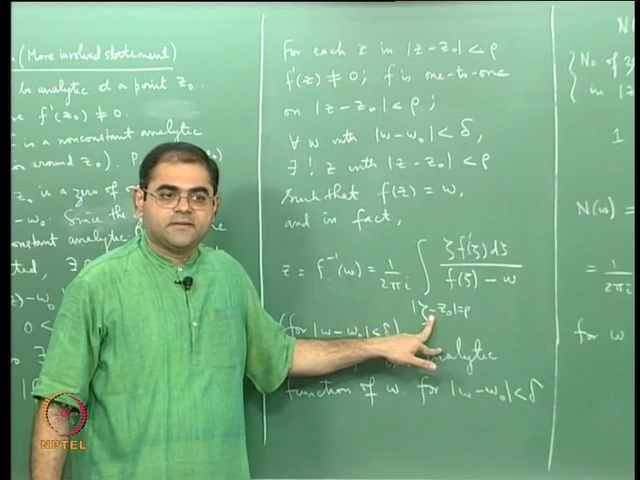 (More involved statement)
be analytic at a point z₀.
f'(z₀) ≠ 0.
is a nonconstant analytic
around z₀).
z₀ is a zero of
- w₀. Since the
constant analytic
∃
f(z)-w₀
0 <
For each z in |z-z₀| < ρ
f'(z) ≠ 0; f is one-to-one
on |z-z₀| < ρ;
∀ w with |w-w₀| < δ,
∃! z with |z-z₀| < ρ
Such that f(z) = w,
and in fact,
z = f⁻¹(w) = 1/2πi ∫_{|ζ-z₀|=ρ} ζf'(ζ)dζ / f(ζ) - w
(for |w-w₀| < δ)
analytic
function of w for |w-w₀| < δ
N(
No of
in |z
1
N(w) =
= 1/2πi
for w
NPTEL